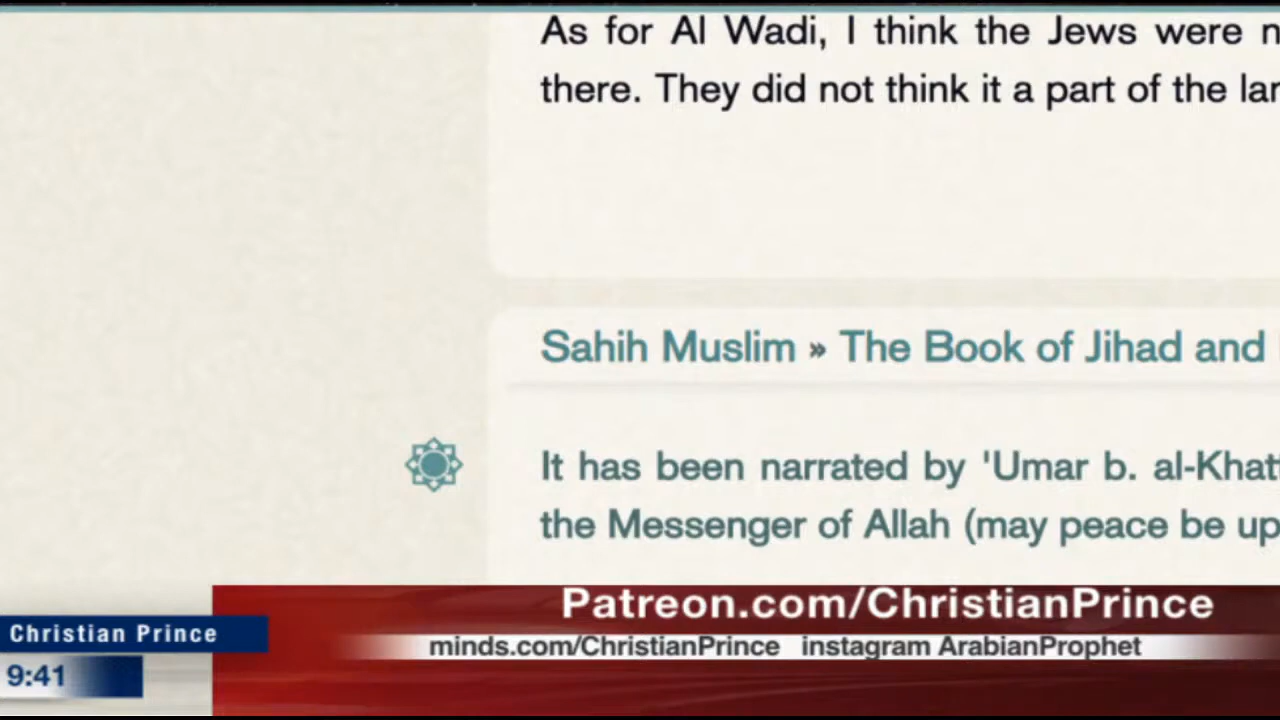 As for Al Wadi, I think the Jews were
there. They did not think it a part of the
Sahih Muslim » The Book of Jihad and
It has been narrated by 'Umar b.
the Messenger of Allah (may peace be
Patreon.com/ChristianPrince
minds.com/ChristianPrince instagram ArabianProphet
Christian Prince
9:41